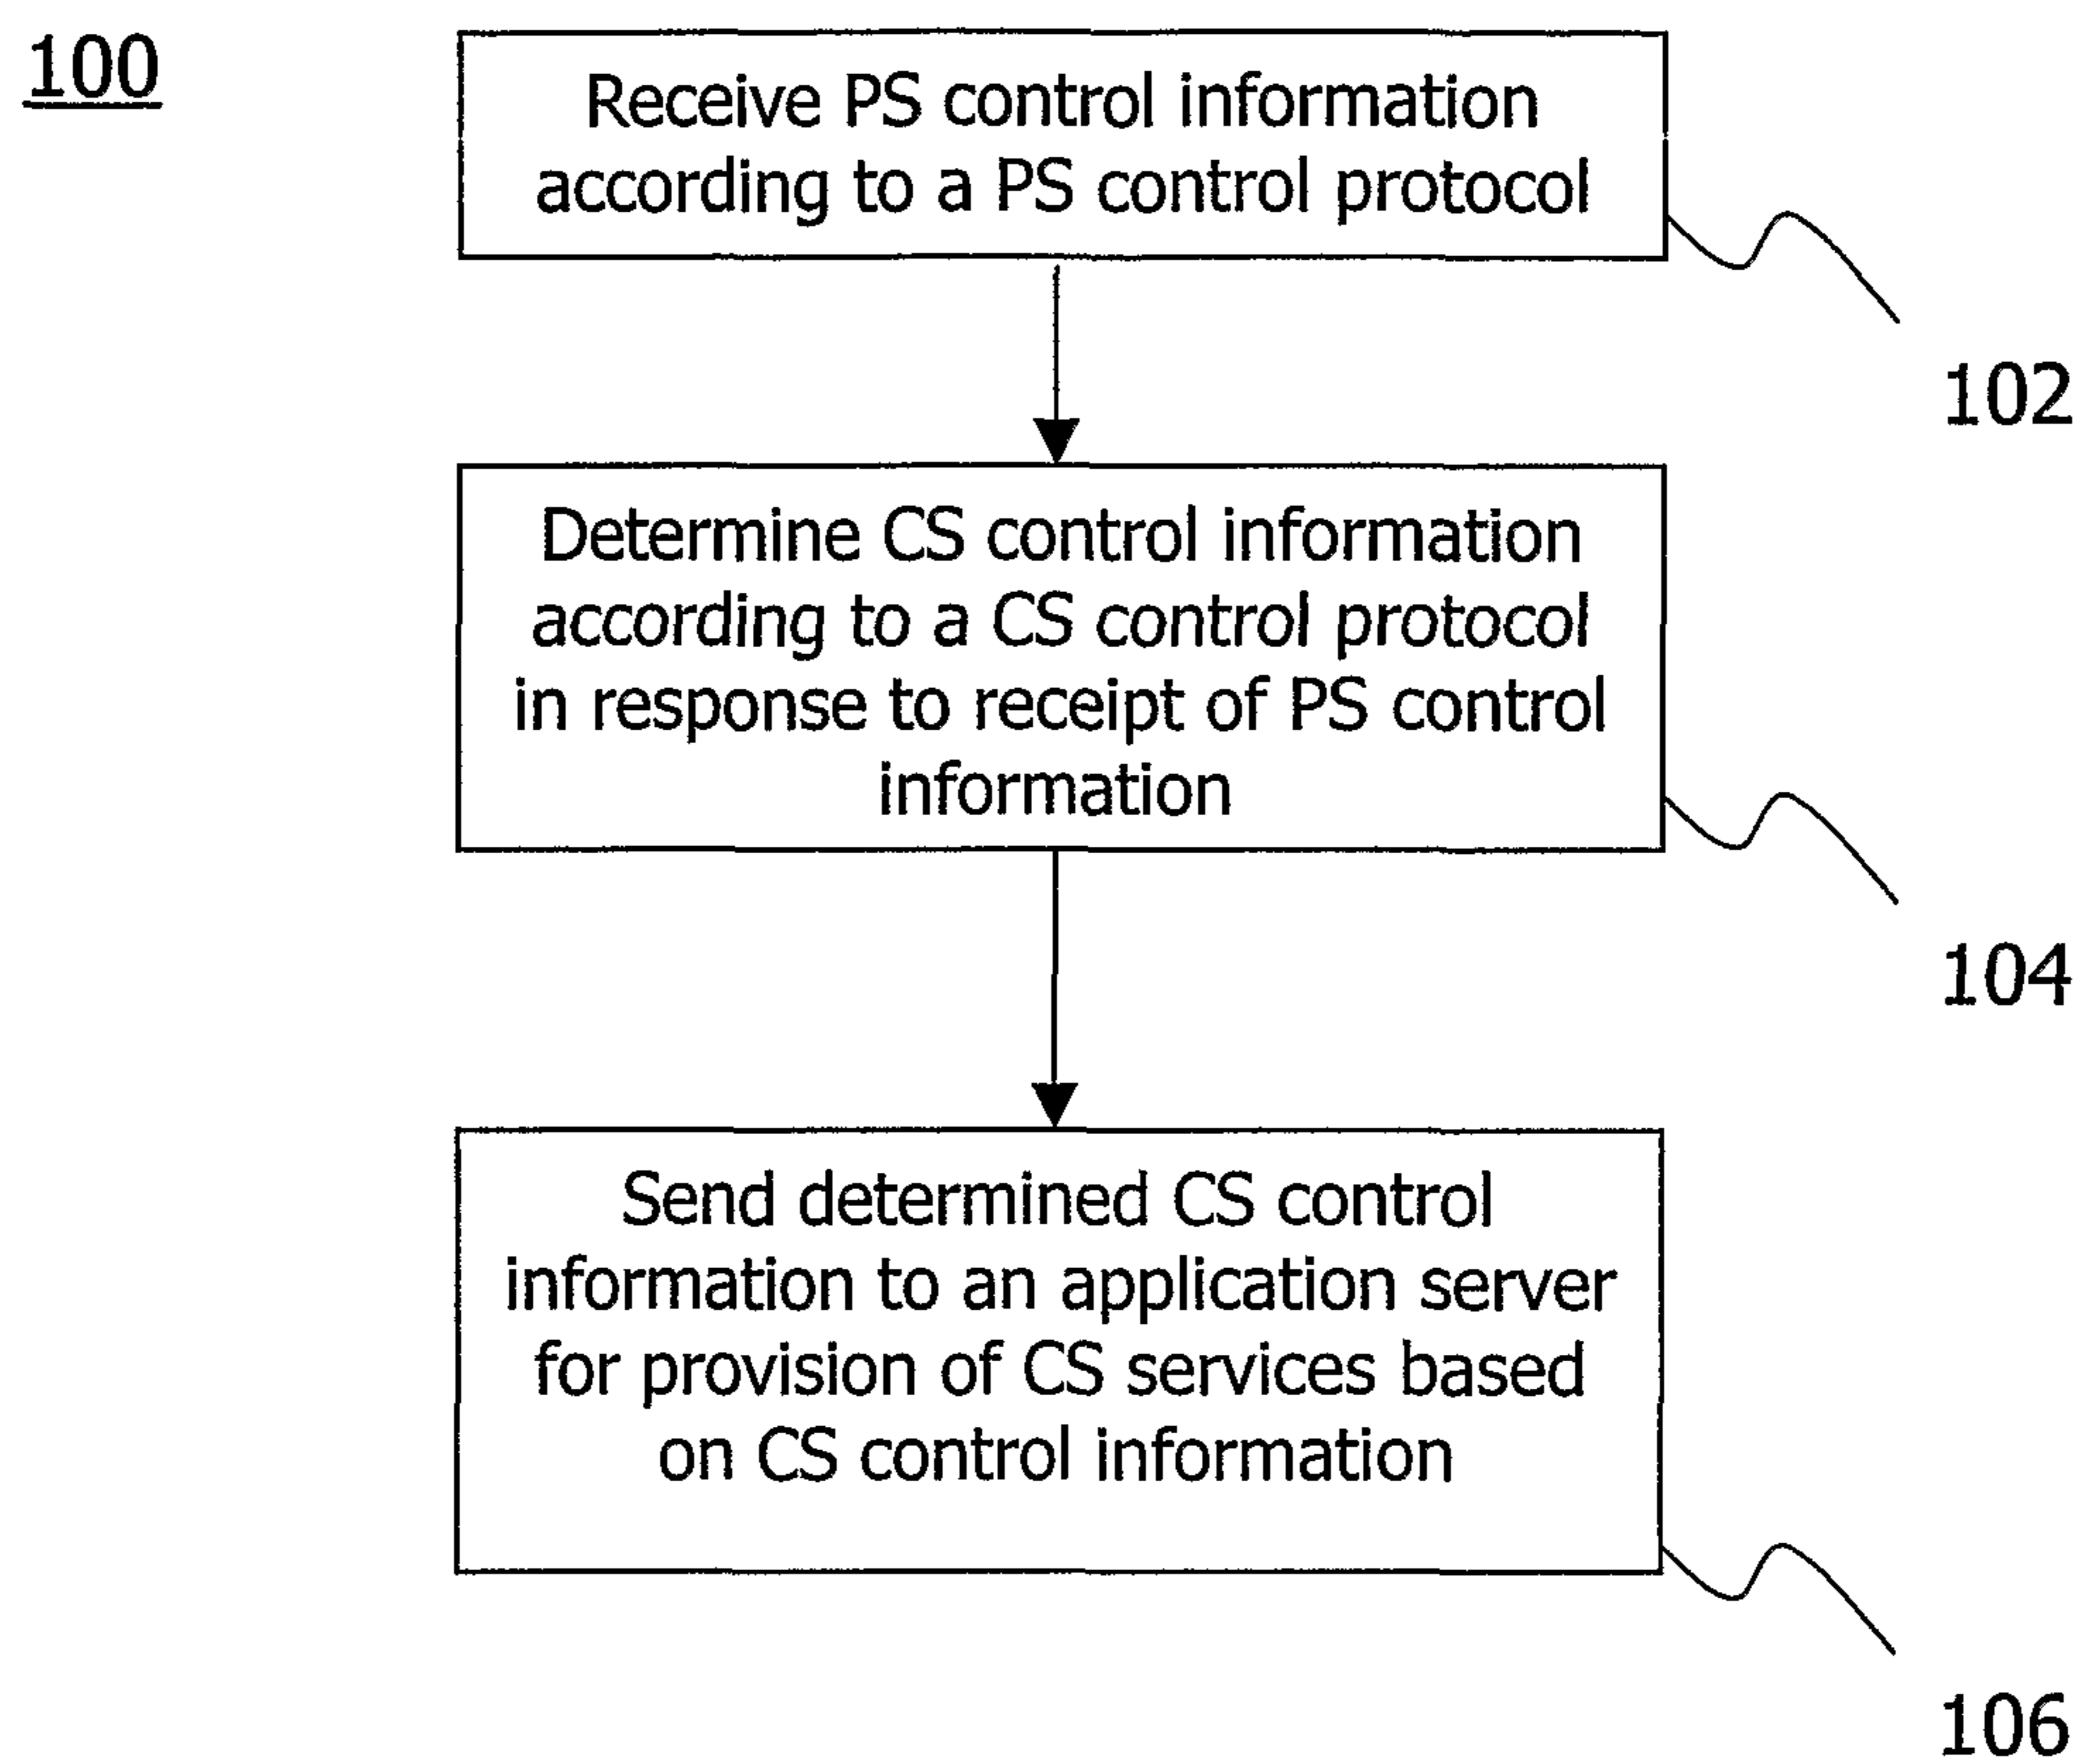 100
Receive PS control information
according to a PS control protocol
102
Determine CS control information
according to a CS control protocol
in response to receipt of PS control
information
104
Send determined CS control
information to an application server
for provision of CS services based
on CS control information
106